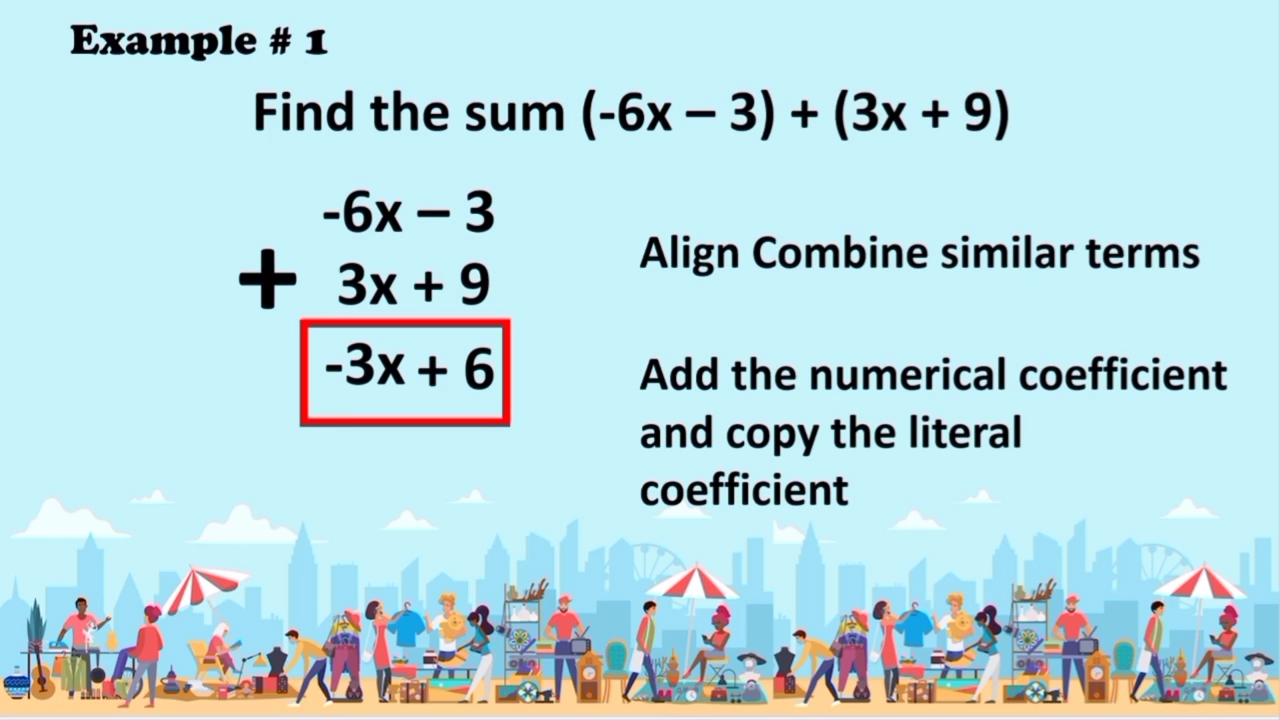 Example # 1
Find the sum (-6x – 3) + (3x + 9)
-6x – 3
+ 3x + 9
-3x + 6
Align Combine similar terms
Add the numerical coefficient
and copy the literal
coefficient